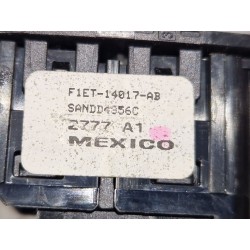 F1ET-14017-AB
SANDD4356C
2777 A1
MEXICO